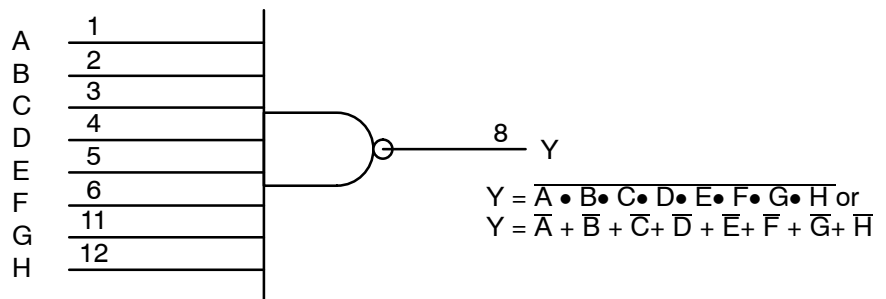 A 1
B 2
C 3
D 4
E 5
F 6
G 11
H 12
8 Y
Y = A̅ ̅•̅ ̅B̅•̅ ̅C̅•̅ ̅D̅•̅ ̅E̅•̅ ̅F̅•̅ ̅G̅•̅ ̅H̅ or
Y = A̅ + B̅ + C̅+ D̅ + E̅+ F̅ + G̅+ H̅